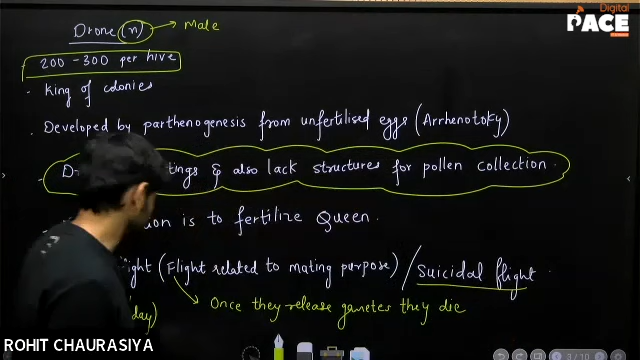 Digital
PACE
Drone (n) → Male
200 - 300 per hive
King of colonies
Developed by parthenogenesis from unfertilised eggs (Arrhenotoky)
& also lack structures for pollen collection.
is to fertilize Queen.
(Flight related to mating purpose) / Suicidal flight.
day) Once they release gametes they die
ROHIT CHAURASIYA
7 / 10